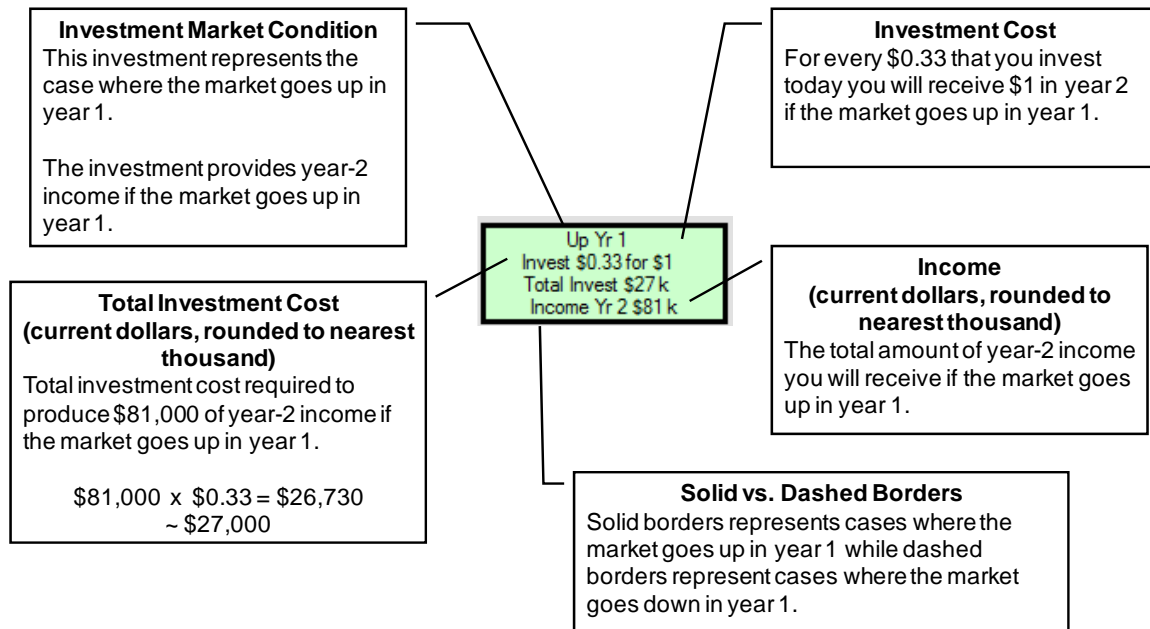 Investment Market Condition
This investment represents the
case where the market goes up in
year 1.
The investment provides year-2
income if the market goes up in
year 1.
Investment Cost
For every $0.33 that you invest
today you will receive $1 in year 2
if the market goes up in year 1.
Up Yr 1
Invest $0.33 for $1
Total Invest $27 k
Income Yr 2 $81 k
Total Investment Cost
(current dollars, rounded to nearest
thousand)
Total investment cost required to
produce $81,000 of year-2 income if
the market goes up in year 1.
$81,000 x $0.33 = $26,730
~ $27,000
Income
(current dollars, rounded to
nearest thousand)
The total amount of year-2 income
you will receive if the market goes
up in year 1.
Solid vs. Dashed Borders
Solid borders represents cases where the
market goes up in year 1 while dashed
borders represent cases where the market
goes down in year 1.